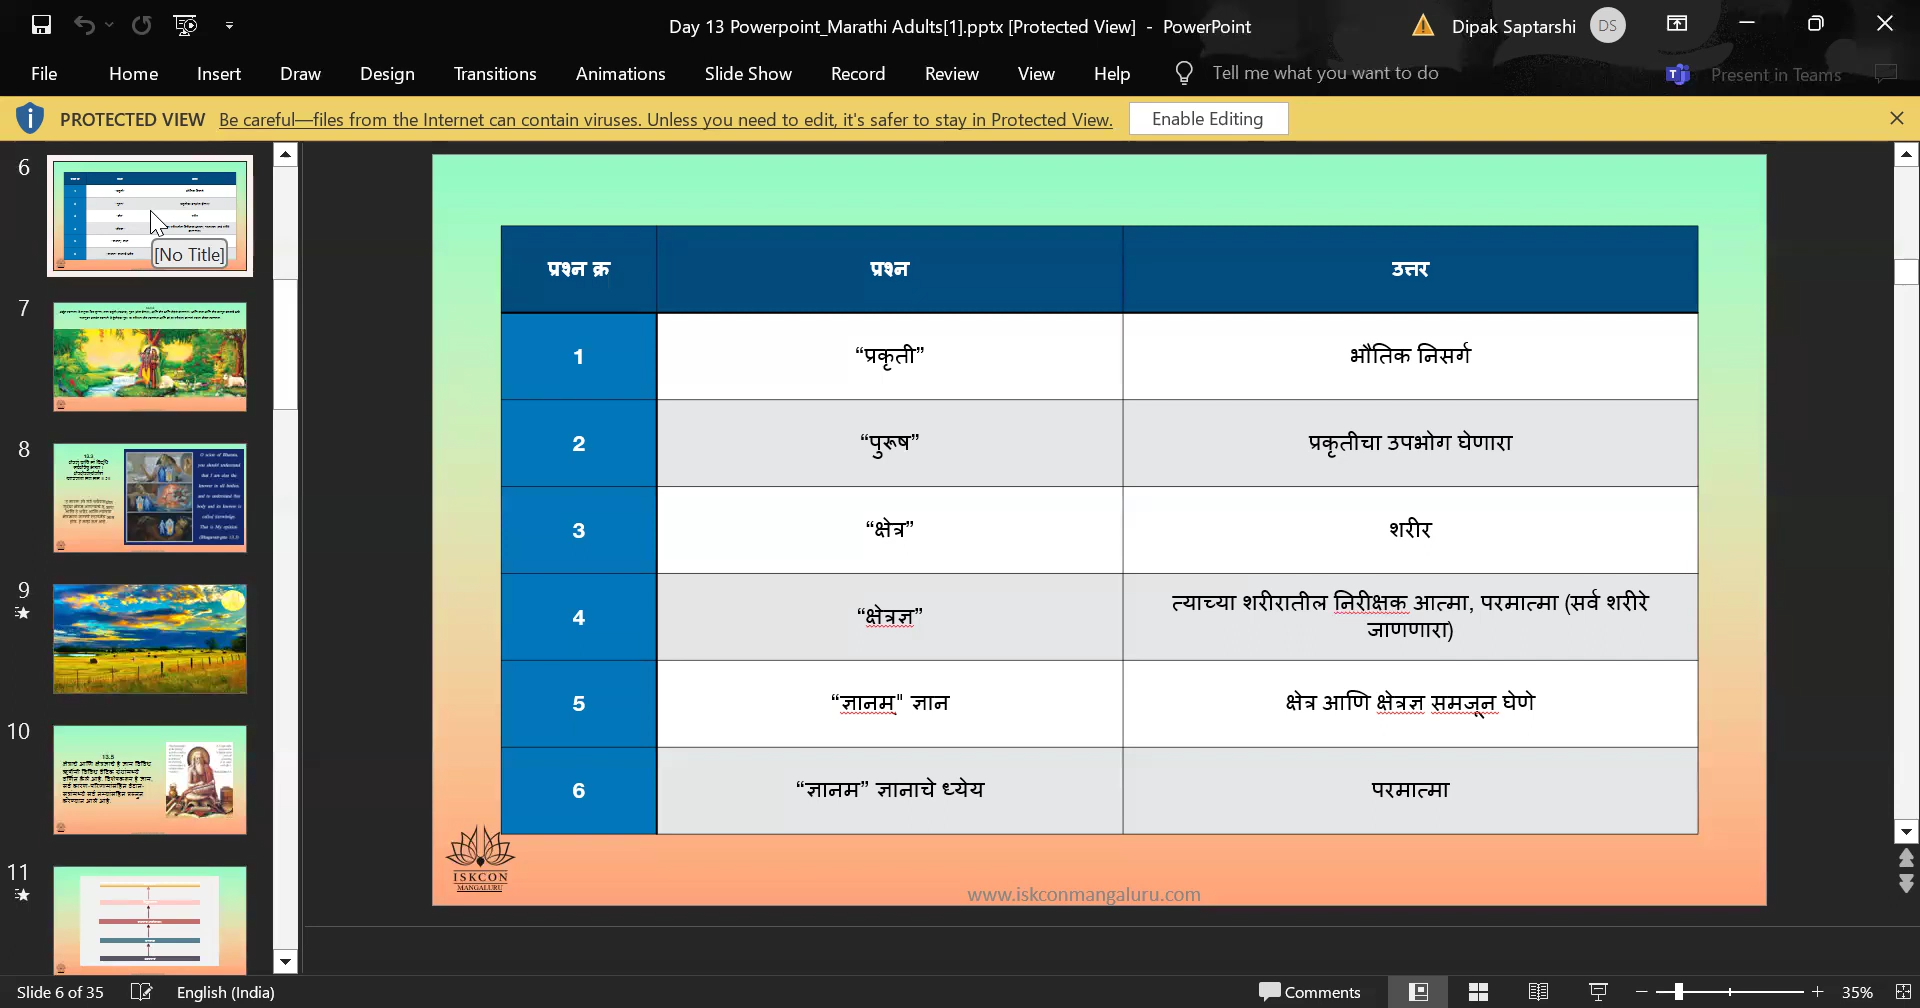 Day 13 Powerpoint_Marathi Adults[1].pptx [Protected View] - PowerPoint
Dipak Saptarshi
DS
File Home Insert Draw Design Transitions Animations Slide Show Record Review View Help Tell me what you want to do Present in Teams
PROTECTED VIEW Be careful—files from the Internet can contain viruses. Unless you need to edit, it's safer to stay in Protected View. Enable Editing
6
[No Title]
7
8
9
10
11
प्रश्न क्र प्रश्न उत्तर
1 “प्रकृती” भौतिक निसर्ग
2 “पुरूष” प्रकृतीचा उपभोग घेणारा
3 “क्षेत्र” शरीर
4 “क्षेत्रज्ञ” त्याच्या शरीरातील निरीक्षक आत्मा, परमात्मा (सर्व शरीरे
जाणणारा)
5 “ज्ञानम्" ज्ञान क्षेत्र आणि क्षेत्रज्ञ समजून घेणे
6 “ज्ञानम” ज्ञानाचे ध्येय परमात्मा
ISKCON
MANGALURU
www.iskconmangaluru.com
Slide 6 of 35 English (India) Comments 35%